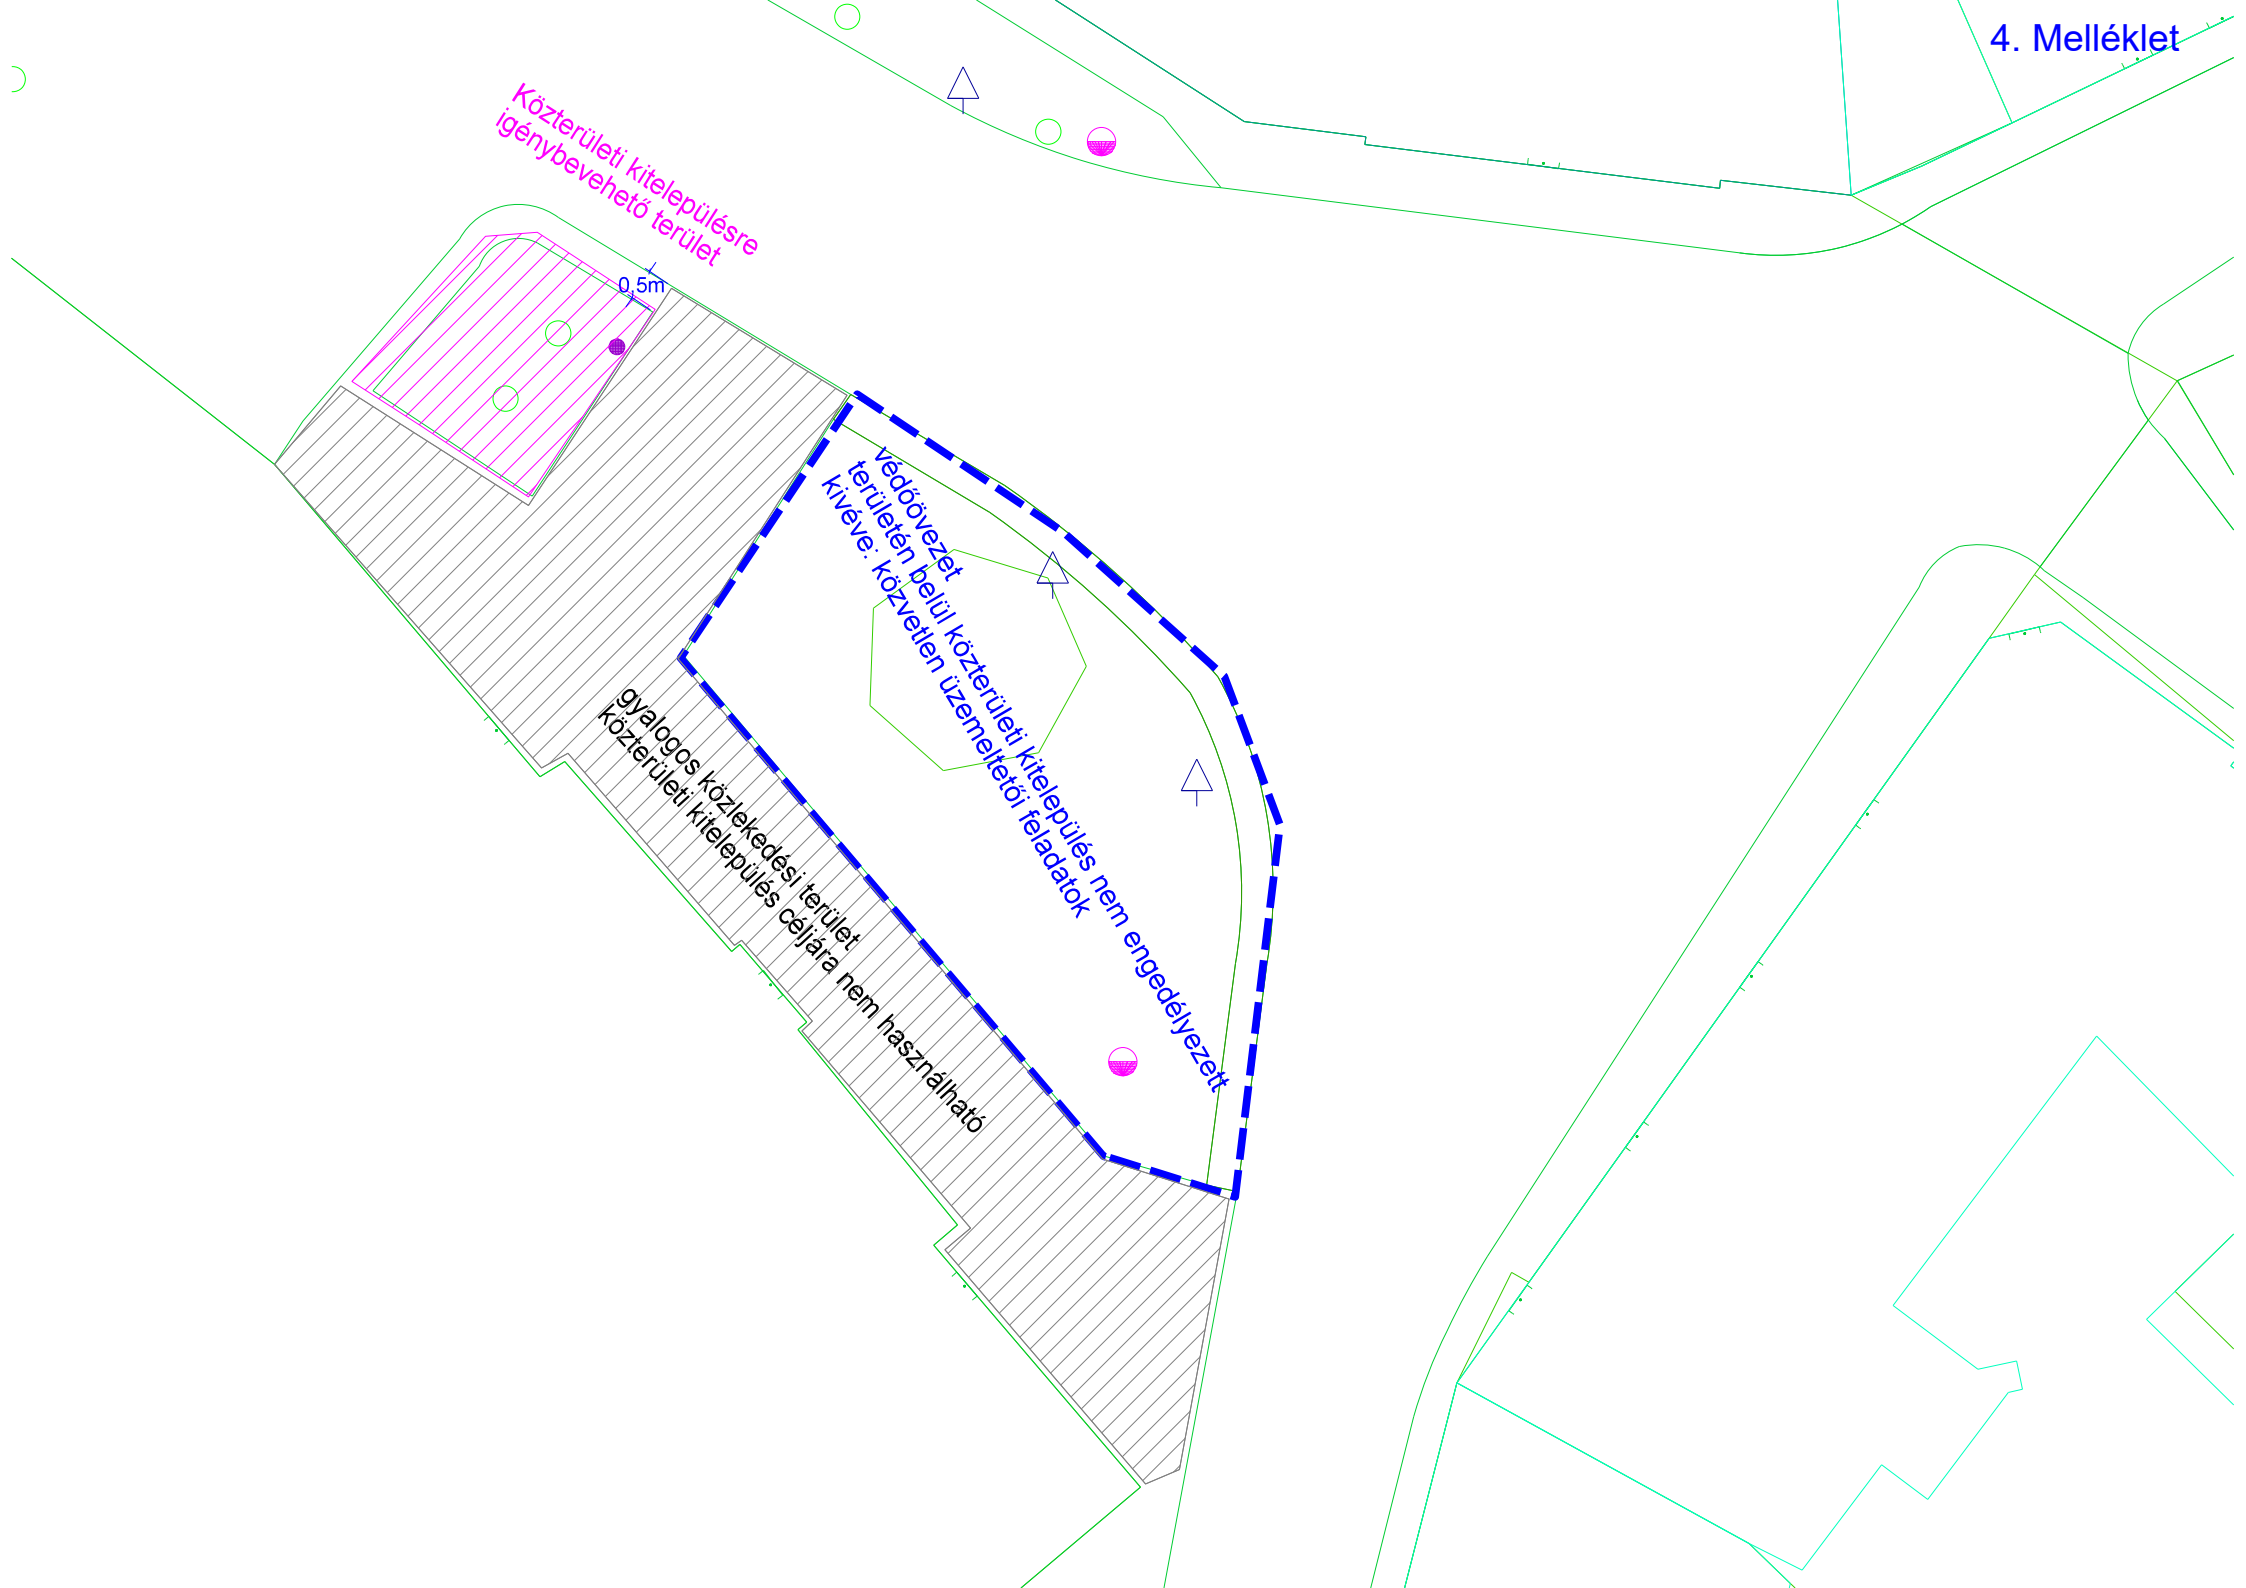 4. Melléklet
Közterületi kitelepülésre
igénybevehető terület
0,5m
védőövezet
területén belül közterületi kitelepülés nem engedélyezett
kivéve: közvetlen üzemeltetői feladatok
gyalogos közlekedési terület
közterületi kitelepülés céljára nem használható